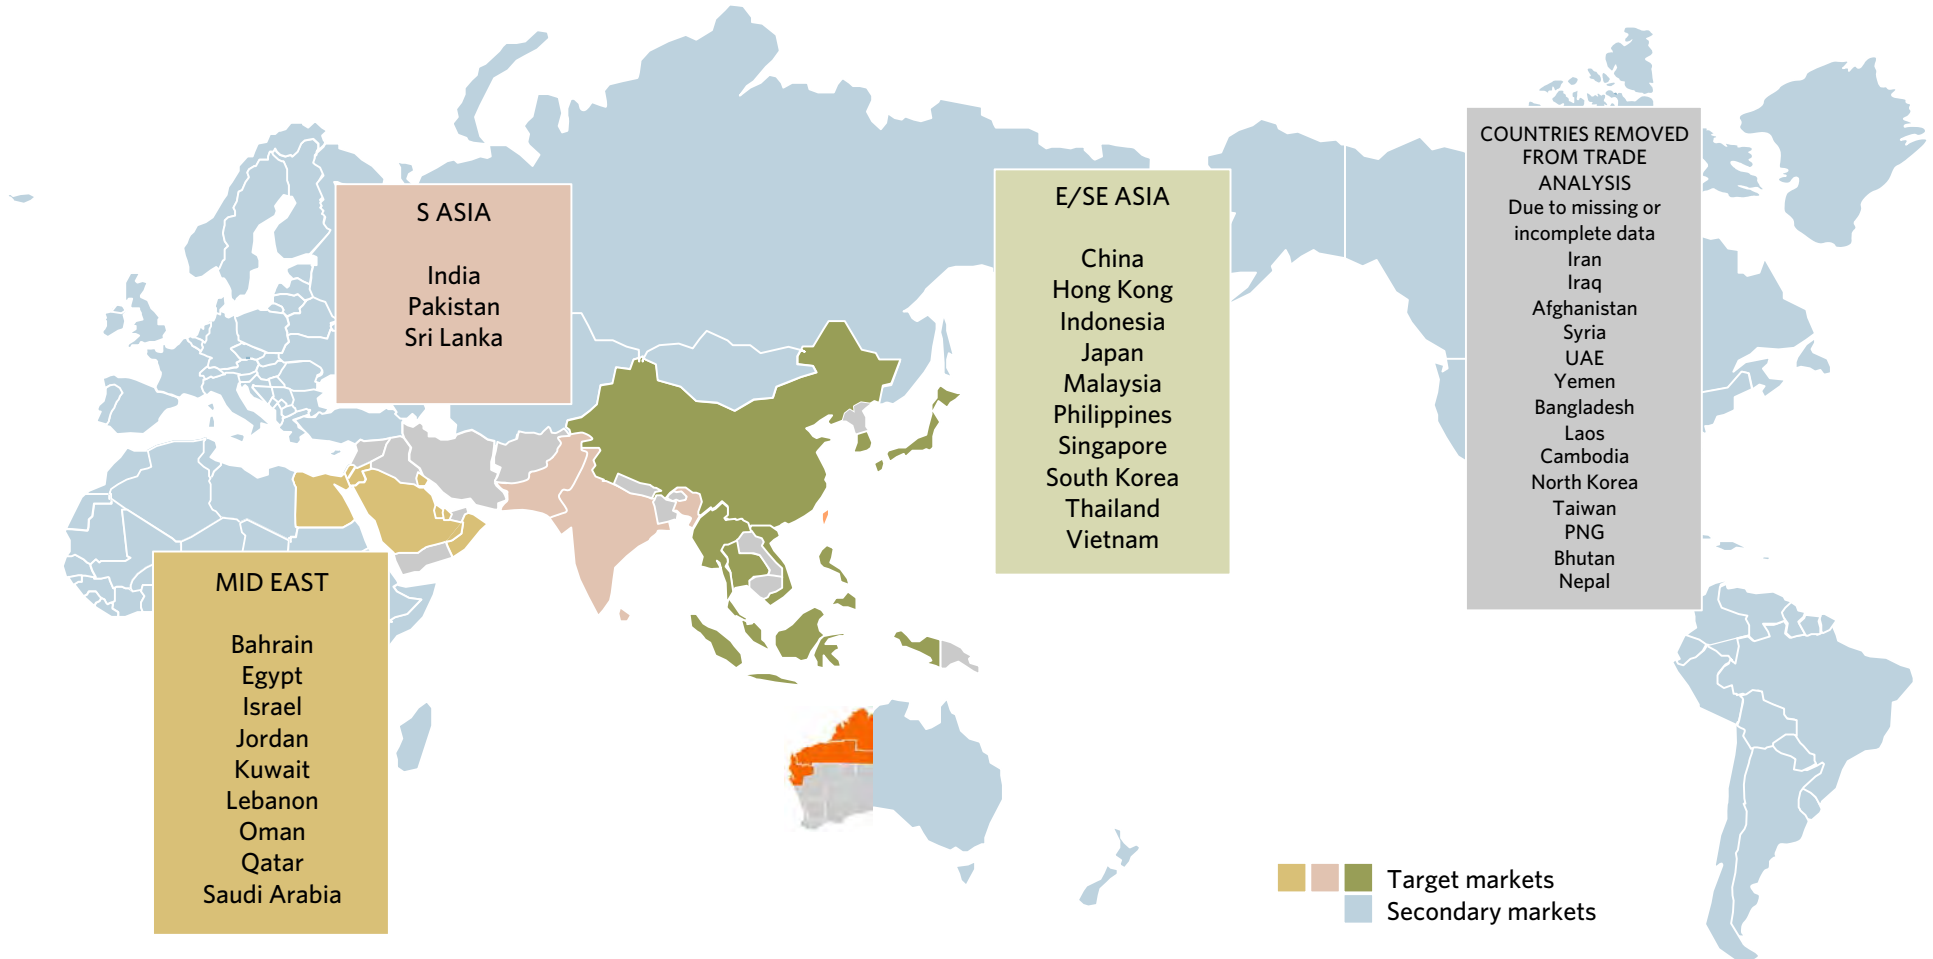 S ASIA
India
Pakistan
Sri Lanka
E/SE ASIA
China
Hong Kong
Indonesia
Japan
Malaysia
Philippines
Singapore
South Korea
Thailand
Vietnam
COUNTRIES REMOVED
FROM TRADE
ANALYSIS
Due to missing or
incomplete data
Iran
Iraq
Afghanistan
Syria
UAE
Yemen
Bangladesh
Laos
Cambodia
North Korea
Taiwan
PNG
Bhutan
Nepal
MID EAST
Bahrain
Egypt
Israel
Jordan
Kuwait
Lebanon
Oman
Qatar
Saudi Arabia
Target markets
Secondary markets